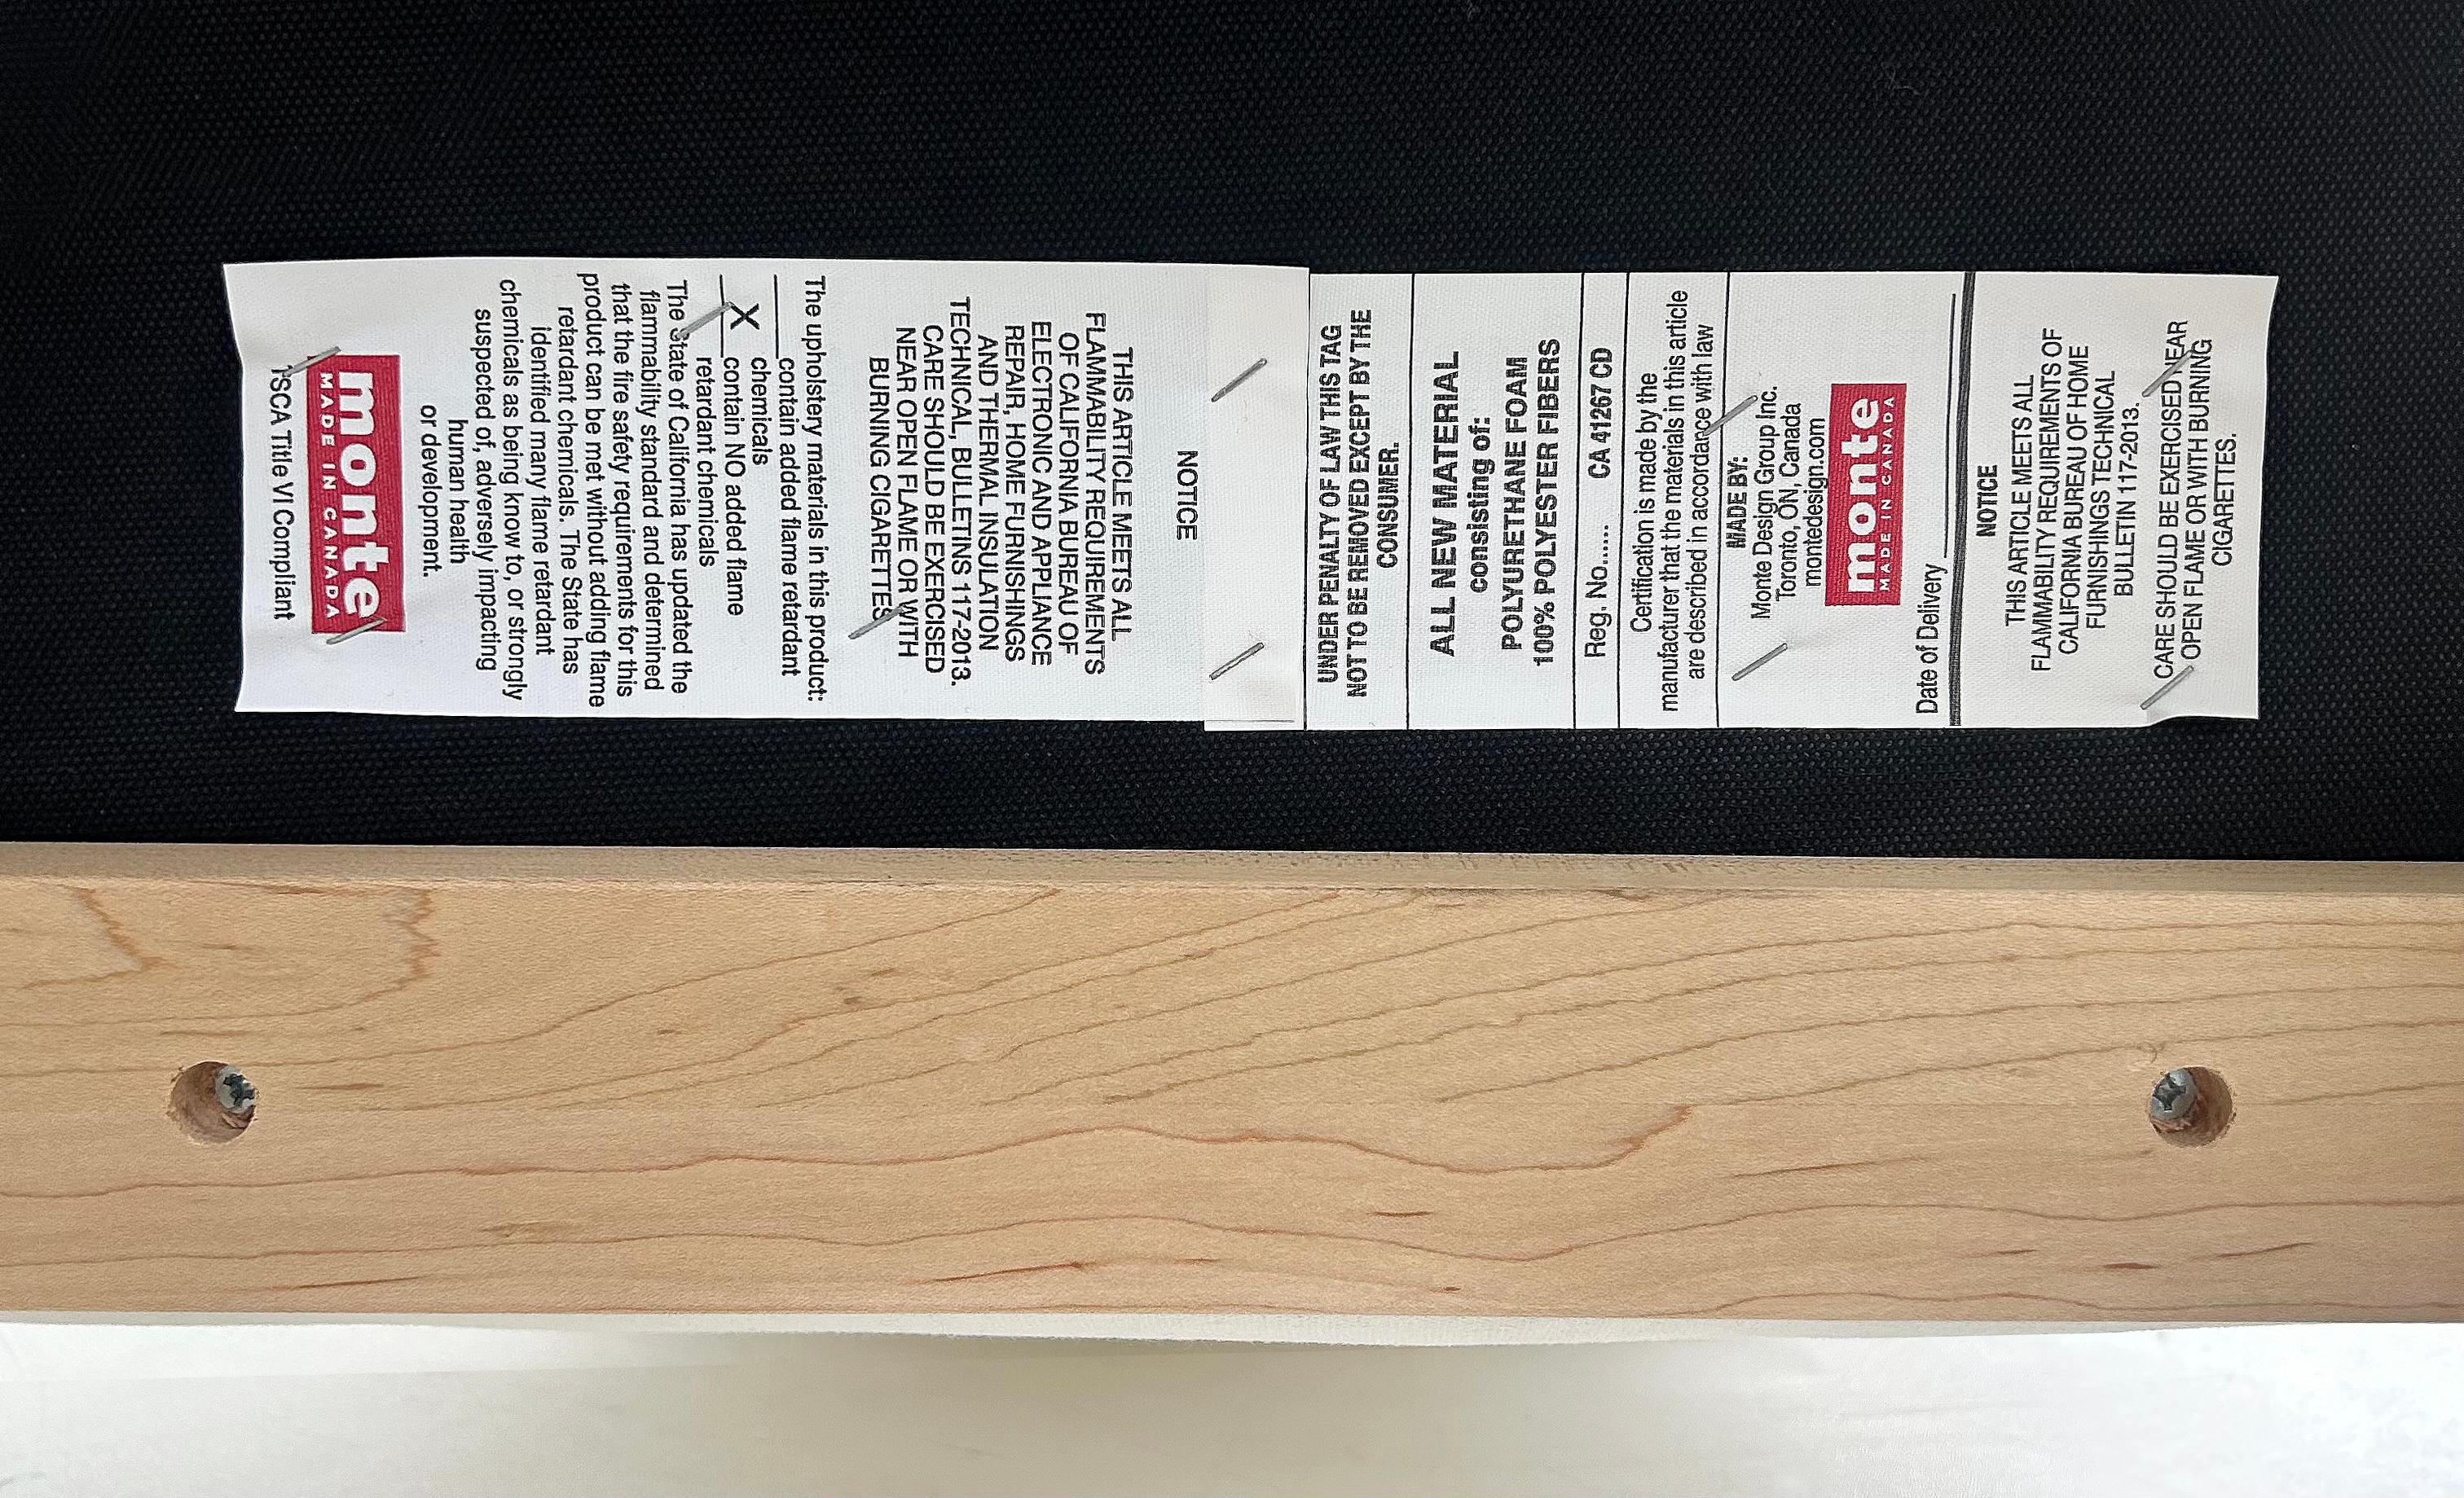 NOTICE
THIS ARTICLE MEETS ALL
FLAMMABILITY REQUIREMENTS
OF CALIFORNIA BUREAU OF
ELECTRONIC AND APPLIANCE
REPAIR, HOME FURNISHINGS
AND THERMAL INSULATION
TECHNICAL, BULLETINS 117-2013.
CARE SHOULD BE EXERCISED
NEAR OPEN FLAME OR WITH
BURNING CIGARETTES
The upholstery materials in this product:
____contain added flame retardant
chemicals
__X__contain NO added flame
retardant chemicals
The State of California has updated the
flammability standard and determined
that the fire safety requirements for this
product can be met without adding flame
retardant chemicals. The State has
identified many flame retardant
chemicals as being know to, or strongly
suspected of, adversely impacting
human health
or development.
monte
MADE IN CANADA
TSCA Title VI Compliant
UNDER PENALTY OF LAW THIS TAG
NOT TO BE REMOVED EXCEPT BY THE
CONSUMER.
ALL NEW MATERIAL
consisting of:
POLYURETHANE FOAM
100% POLYESTER FIBERS
Reg. No...... CA 41267 CD
Certification is made by the
manufacturer that the materials in this article
are described in accordance with law
MADE BY:
Monte Design Group Inc.
Toronto, ON, Canada
montedesign.com
monte
MADE IN CANADA
Date of Delivery____________
NOTICE
THIS ARTICLE MEETS ALL
FLAMMABILITY REQUIREMENTS OF
CALIFORNIA BUREAU OF HOME
FURNISHINGS TECHNICAL
BULLETIN 117-2013.
CARE SHOULD BE EXERCISED NEAR
OPEN FLAME OR WITH BURNING
CIGARETTES.